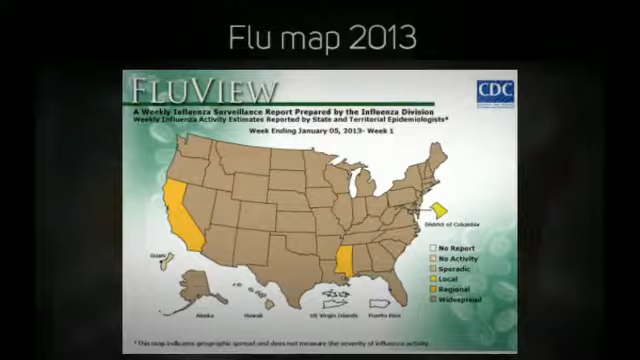 Flu map 2013
FLUVIEW
CDC
A Weekly Influenza Surveillance Report Prepared by the Influenza Division
Weekly Influenza Activity Estimates Reported by State and Territorial Epidemiologists*
Week Ending January 05, 2013- Week 1
District of Columbia
Guam
No Report
No Activity
Sporadic
Local
Regional
Widespread
Alaska
Hawaii
US Virgin Islands
Puerto Rico
*This map indicates geographic spread and does not measure the severity of influenza activity.